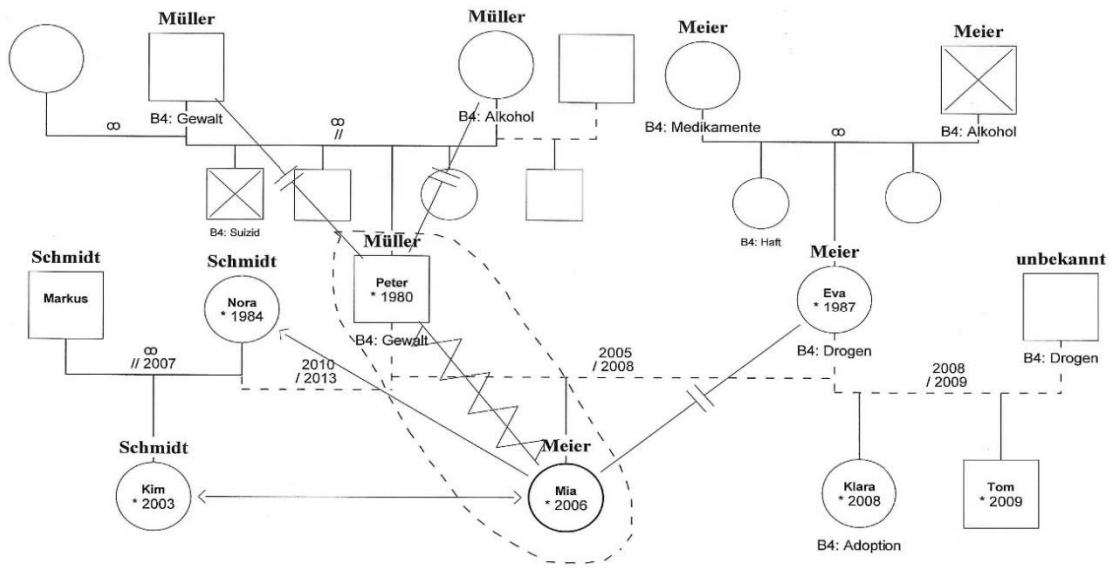 Müller
Müller
Meier
Meier
B4: Gewalt
B4: Alkohol
B4: Medikamente
B4: Alkohol
∞
∞
//
∞
B4: Suizid
B4: Haft
Schmidt
Schmidt
Müller
Meier
unbekannt
Markus
Nora
* 1984
Peter
* 1980
Eva
* 1987
B4: Gewalt
B4: Drogen
B4: Drogen
∞
// 2007
2010
/ 2013
2005
/ 2008
2008
/ 2009
Schmidt
Meier
Kim
* 2003
Mia
* 2006
Klara
* 2008
Tom
* 2009
B4: Adoption